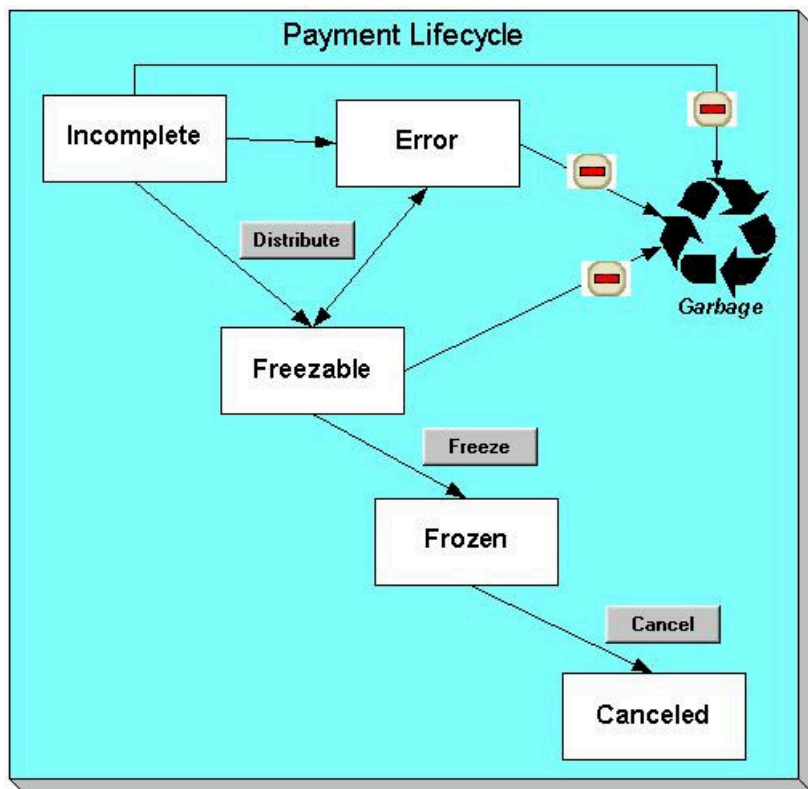 Payment Lifecycle
Incomplete
Error
Distribute
Garbage
Freezable
Freeze
Frozen
Cancel
Canceled